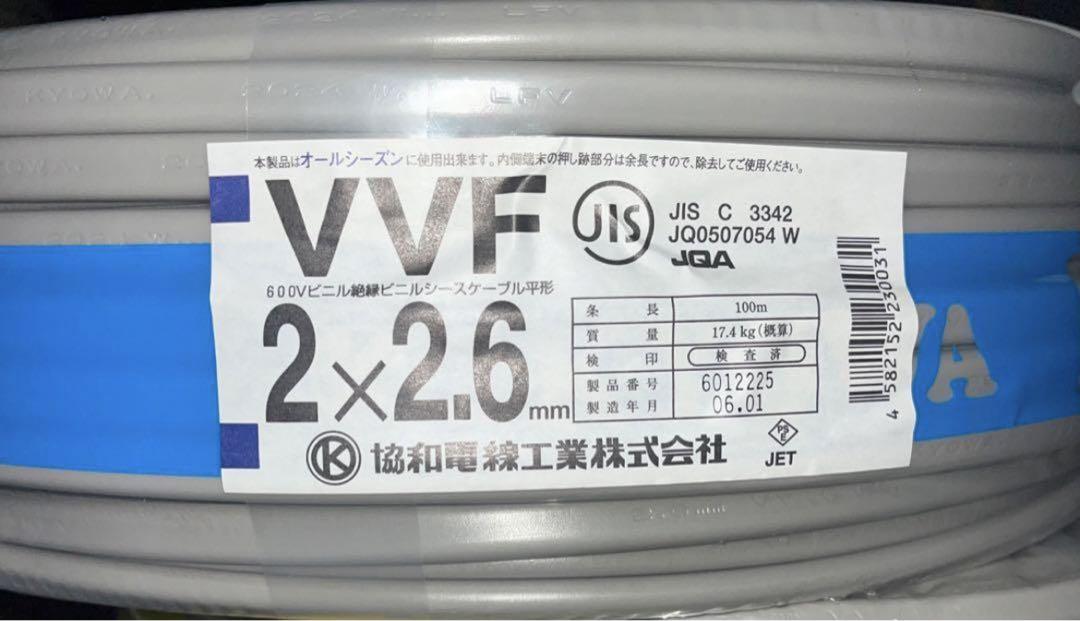 KYOWA. 2024 W. LFV
本製品はオールシーズンに使用出来ます。内側端末の押し跡部分は余長ですので、除去してご使用ください。
VVF
JIS
JIS C 3342
JQ0507054 W
JQA
600Vビニル絶縁ビニルシースケーブル平形
2×2.6mm
条長 100m
質量 17.4kg(概算)
検印 検査済
製品番号 6012225
製造年月 06.01
K 協和電線工業株式会社
PSE
JET
4 582152 230031
WA